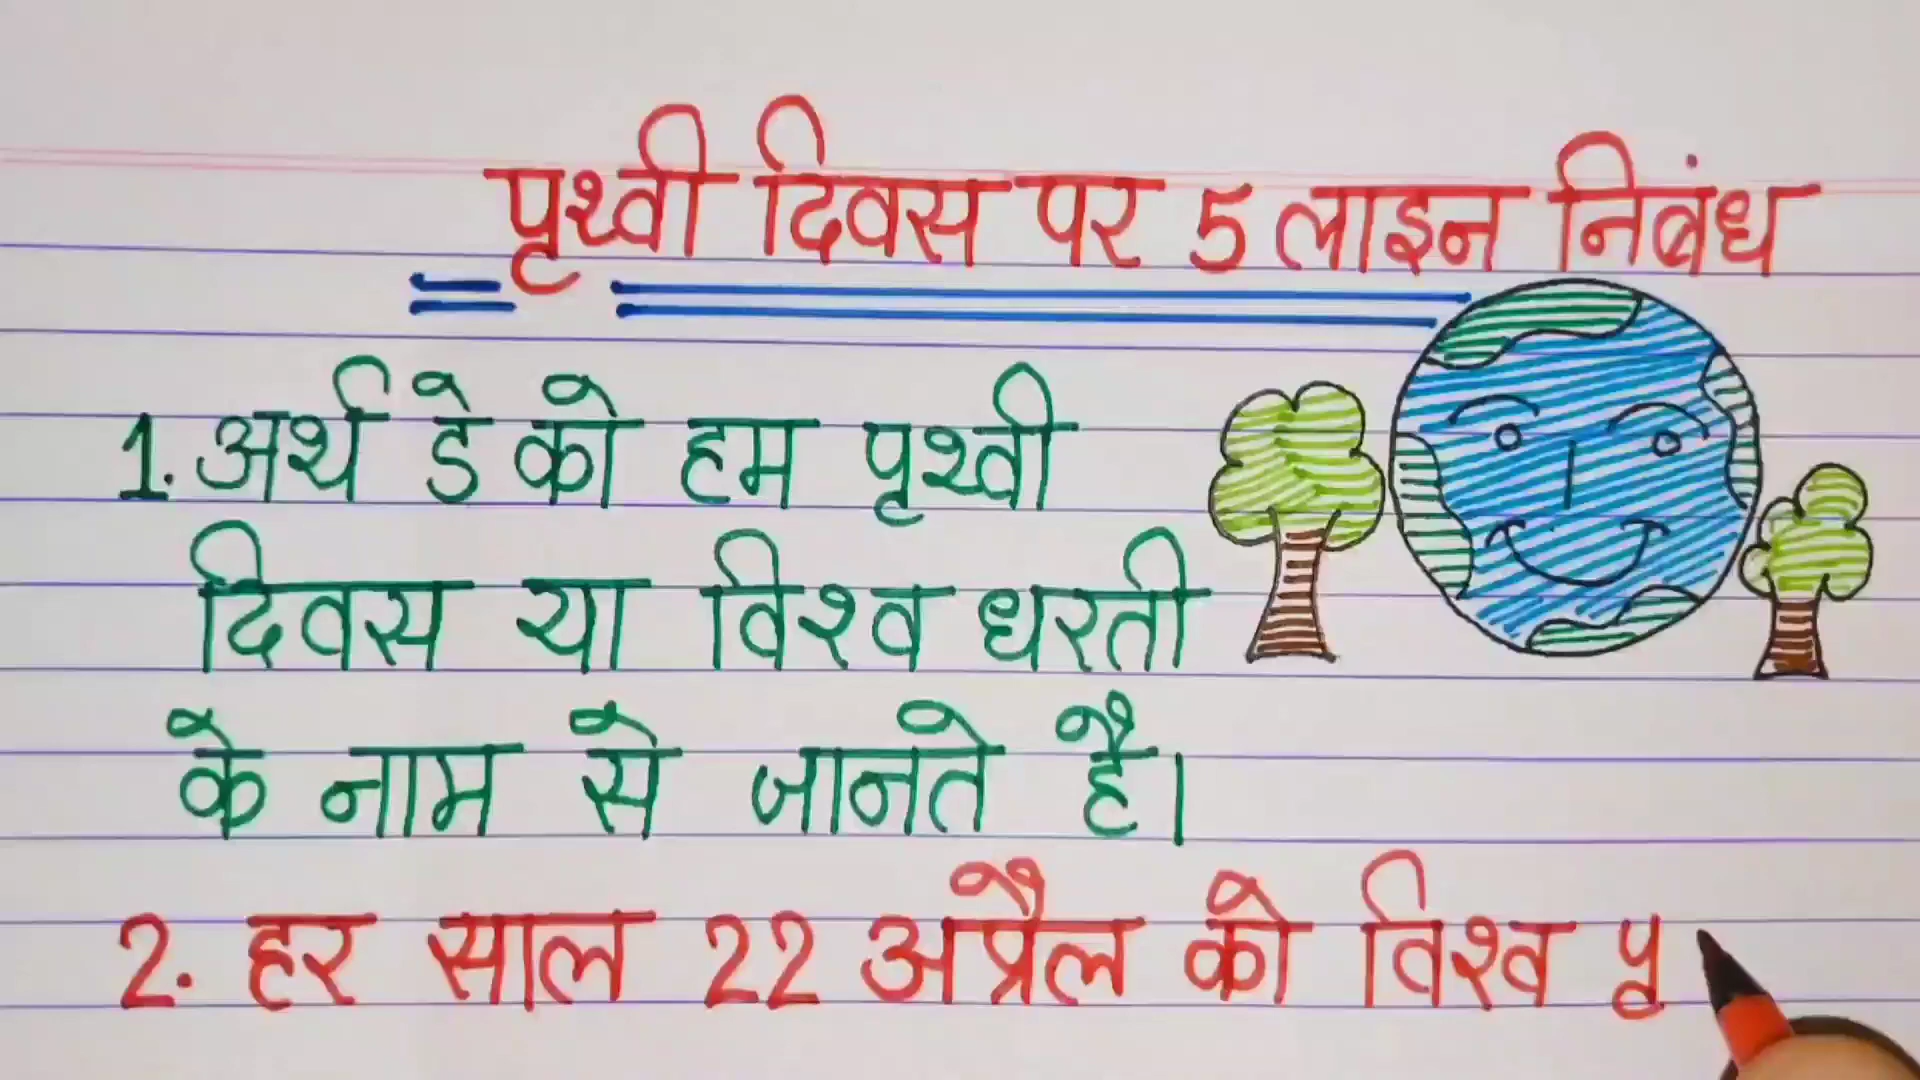 पृथ्वी दिवस पर 5 लाइन निबंध
1. अर्थ डे को हम पृथ्वी
दिवस या विश्व धरती
के नाम से जानते है।
2. हर साल 22 अप्रैल को विश्व पृ